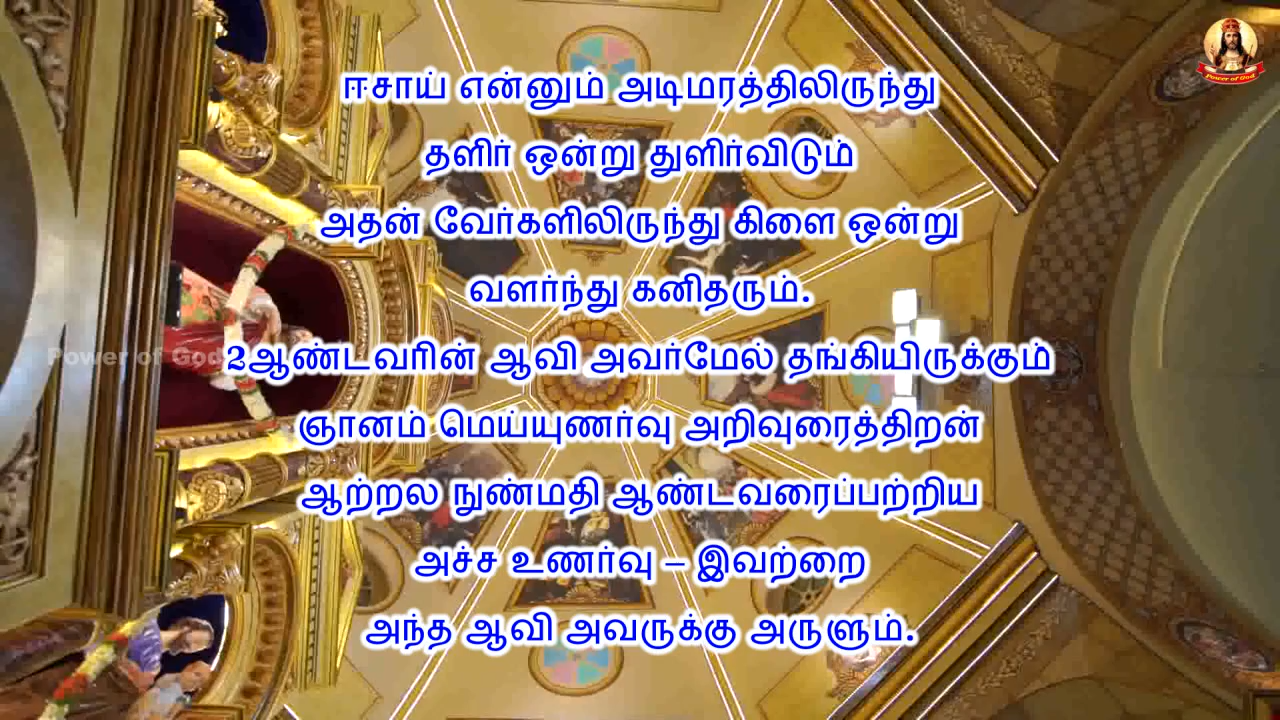 ஈசாய் என்னும் அடிமரத்திலிருந்து
தளிர் ஒன்று துளிர்விடும்
அதன் வேர்களிலிருந்து கிளை ஒன்று
வளர்ந்து கனிதரும்.
2ஆண்டவரின் ஆவி அவர்மேல் தங்கியிருக்கும்
ஞானம் மெய்யுணர்வு அறிவுரைத்திறன்
ஆற்றல நுண்மதி ஆண்டவரைப்பற்றிய
அச்ச உணர்வு – இவற்றை
அந்த ஆவி அவருக்கு அருளும்.
Power of God
Power of God